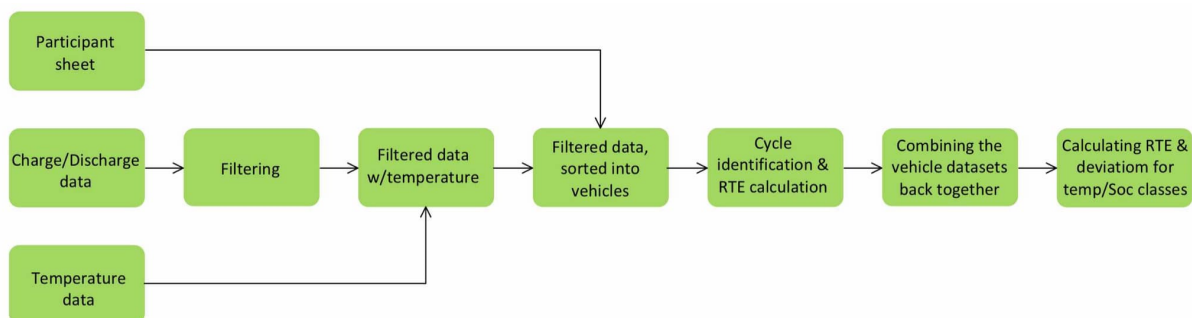 Participant
sheet
Charge/Discharge
data
Filtering
Filtered data
w/temperature
Filtered data,
sorted into
vehicles
Cycle
identification &
RTE calculation
Combining the
vehicle datasets
back together
Calculating RTE &
deviatiom for
temp/Soc classes
Temperature
data